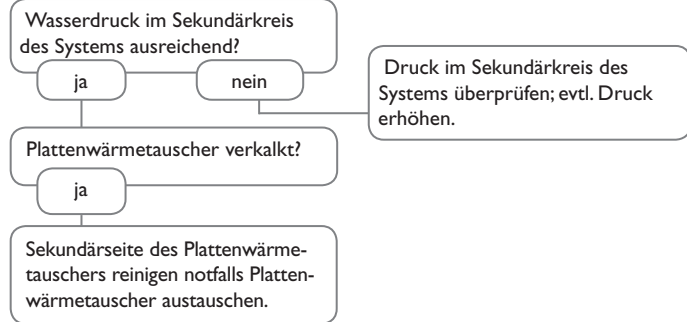 Wasserdruck im Sekundärkreis
des Systems ausreichend?
ja
nein
Druck im Sekundärkreis des
Systems überprüfen; evtl. Druck
erhöhen.
Plattenwärmetauscher verkalkt?
ja
Sekundärseite des Plattenwärme-
tauschers reinigen notfalls Platten-
wärmetauscher austauschen.